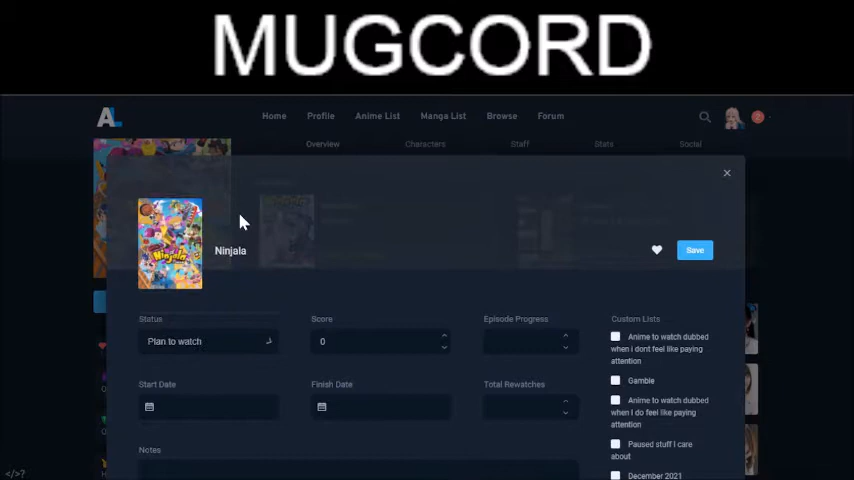 MUGCORD
AL
Home Profile Anime List Manga List Browse Forum
2
Overview Characters Staff Stats Social
Ninjala
Ninjala
Save
Status
Plan to watch
Score
0
Episode Progress
Custom Lists
Anime to watch dubbed
when i dont feel like paying
attention
Gamble
Anime to watch dubbed
when I do feel like paying
attention
Paused stuff I care
about
December 2021
Start Date
Finish Date
Total Rewatches
Notes
</>?